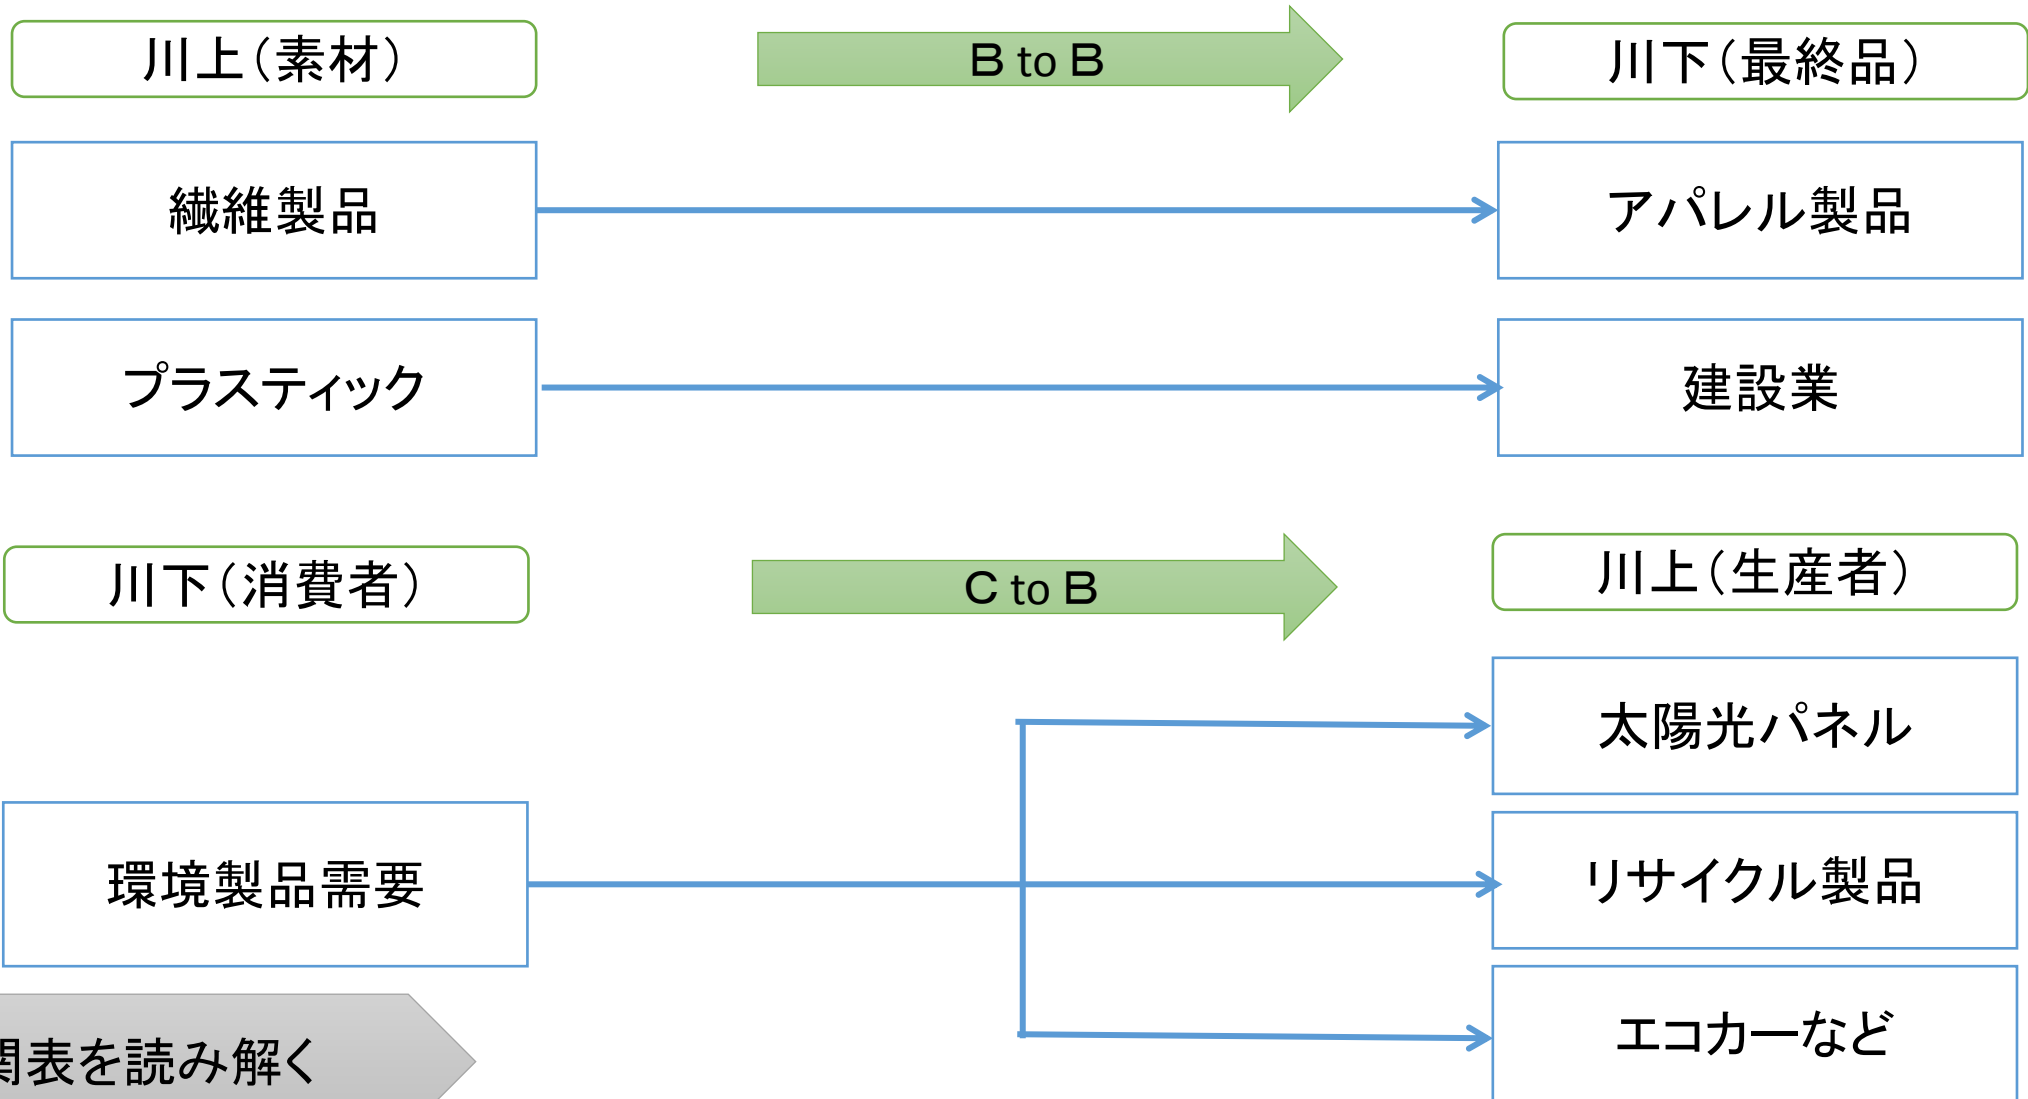 川上（素材）
B to B
川下（最終品）
繊維製品
アパレル製品
プラスティック
建設業
川下（消費者）
C to B
川上（生産者）
太陽光パネル
環境製品需要
リサイクル製品
エコカーなど
関表を読み解く